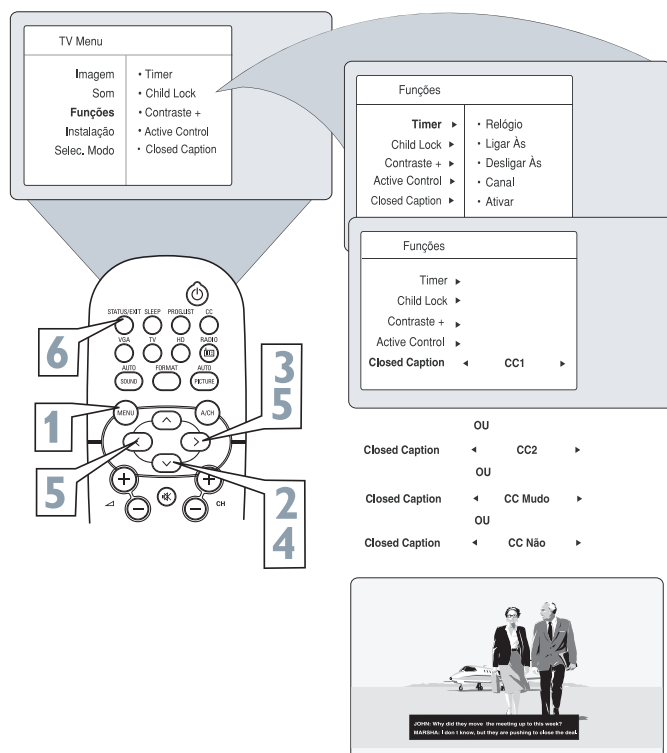 TV Menu
Imagem
• Timer
Som
• Child Lock
Funções
• Contraste +
Instalação
• Active Control
Selec. Modo
• Closed Caption
Funções
Timer ▸
• Relógio
Child Lock ▸
• Ligar Às
Contraste + ▸
• Desligar Às
Active Control ▸
• Canal
Closed Caption ▸
• Ativar
Funções
Timer ▸
Child Lock ▸
Contraste + ▸
Active Control ▸
Closed Caption ◂ CC1 ▸
OU
Closed Caption ◂ CC2 ▸
OU
Closed Caption ◂ CC Mudo ▸
OU
Closed Caption ◂ CC Não ▸
STATUS/EXIT SLEEP PROG.LIST CC
VGA TV HD RADIO
AUTO FORMAT AUTO
SOUND PICTURE
MENU A/CH
CH
6
1
5
3
5
2
4
JOHN: Why did they move the meeting up to this week?
MARSHA: I don t know, but they are pushing to close the deal.